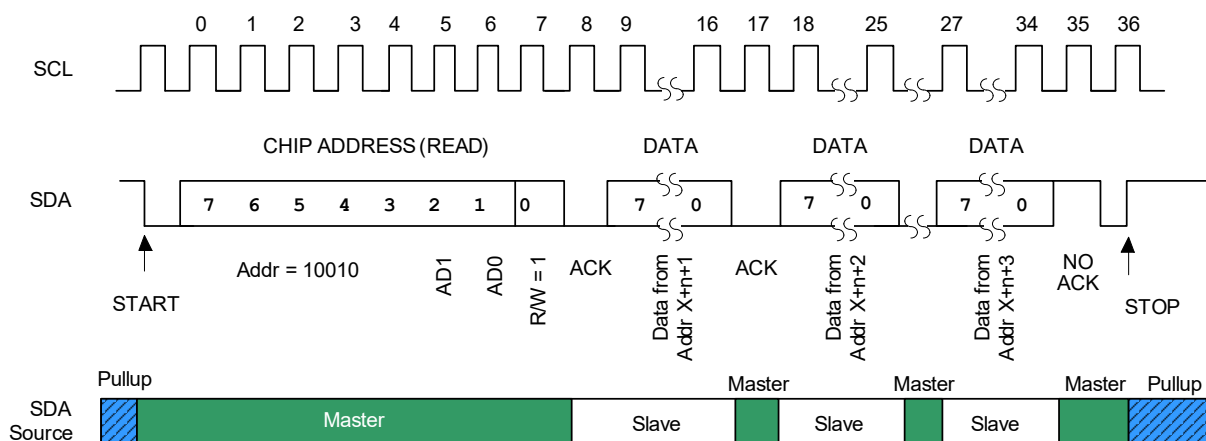 0 1 2 3 4 5 6 7 8 9 16 17 18 25 27 34 35 36
SCL
CHIP ADDRESS (READ) DATA DATA DATA
SDA
7 6 5 4 3 2 1 0 7 0 7 0 7 0
START
Addr = 10010
AD1
AD0
R/W = 1
ACK
Data from
Addr X+n+1
ACK
Data from
Addr X+n+2
Data from
Addr X+n+3
NO
ACK
STOP
Pullup Master Master Master Pullup
SDA
Source
Master Slave Slave Slave